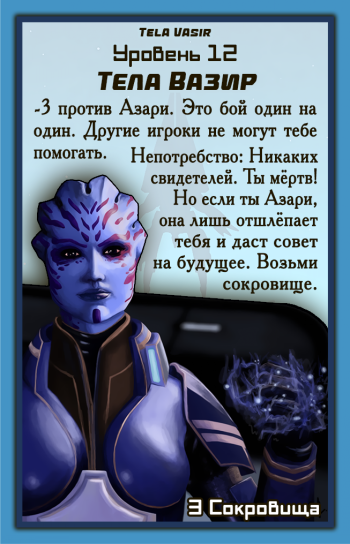 Tela Vasir
Уровень 12
Тела Вазир
-3 против Азари. Это бой один на
один. Другие игроки не могут тебе
помогать.
Непотребство: Никаких
свидетелей. Ты мёртв!
Но если ты Азари,
она лишь отшлёпает
тебя и даст совет
на будущее. Возьми
сокровище.
3 Сокровища